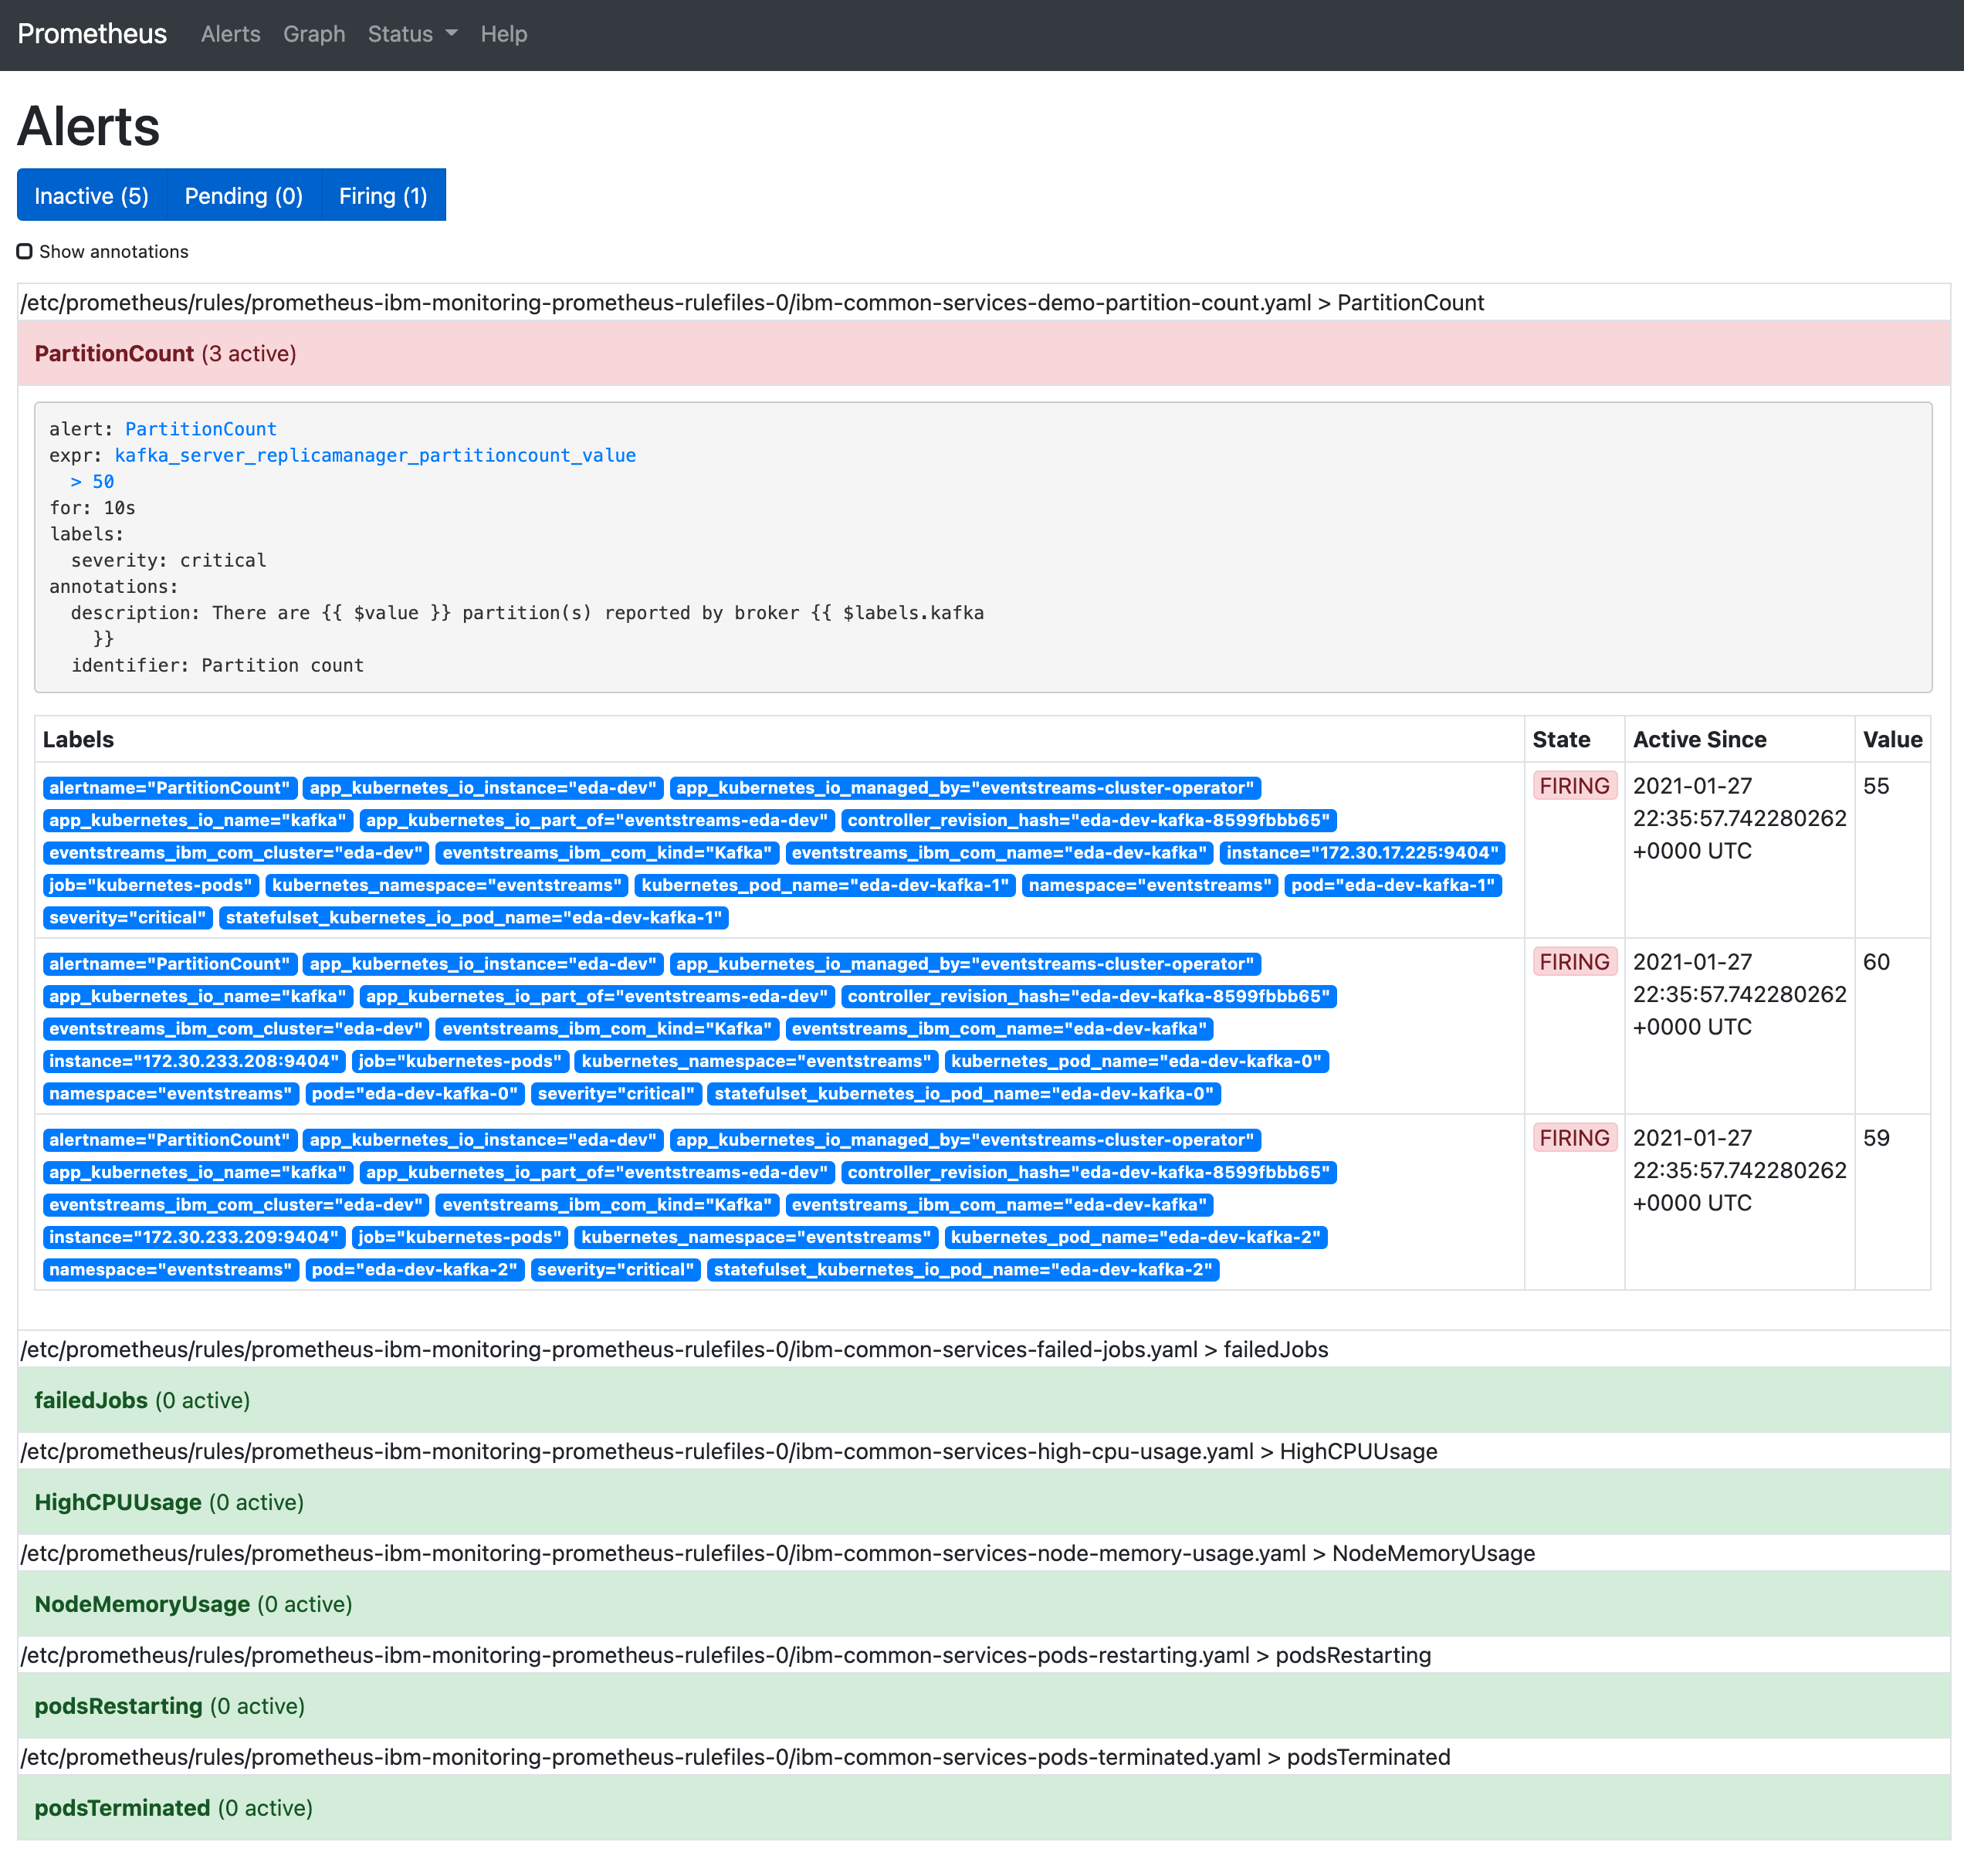 Prometheus Alerts Graph Status Help
Alerts
Inactive (5) Pending (0) Firing (1)
Show annotations
/etc/prometheus/rules/prometheus-ibm-monitoring-prometheus-rulefiles-0/ibm-common-services-demo-partition-count.yaml > PartitionCount
PartitionCount (3 active)
alert: PartitionCount
expr: kafka_server_replicamanager_partitioncount_value
> 50
for: 10s
labels:
severity: critical
annotations:
description: There are {{ $value }} partition(s) reported by broker {{ $labels.kafka
}}
identifier: Partition count
Labels State Active Since Value
alertname="PartitionCount" app_kubernetes_io_instance="eda-dev" app_kubernetes_io_managed_by="eventstreams-cluster-operator" FIRING 2021-01-27 55
app_kubernetes_io_name="kafka" app_kubernetes_io_part_of="eventstreams-eda-dev" controller_revision_hash="eda-dev-kafka-8599fbbb65" 22:35:57.742280262
eventstreams_ibm_com_cluster="eda-dev" eventstreams_ibm_com_kind="Kafka" eventstreams_ibm_com_name="eda-dev-kafka" instance="172.30.17.225:9404" +0000 UTC
job="kubernetes-pods" kubernetes_namespace="eventstreams" kubernetes_pod_name="eda-dev-kafka-1" namespace="eventstreams" pod="eda-dev-kafka-1"
severity="critical" statefulset_kubernetes_io_pod_name="eda-dev-kafka-1"
alertname="PartitionCount" app_kubernetes_io_instance="eda-dev" app_kubernetes_io_managed_by="eventstreams-cluster-operator" FIRING 2021-01-27 60
app_kubernetes_io_name="kafka" app_kubernetes_io_part_of="eventstreams-eda-dev" controller_revision_hash="eda-dev-kafka-8599fbbb65" 22:35:57.742280262
eventstreams_ibm_com_cluster="eda-dev" eventstreams_ibm_com_kind="Kafka" eventstreams_ibm_com_name="eda-dev-kafka" +0000 UTC
instance="172.30.233.208:9404" job="kubernetes-pods" kubernetes_namespace="eventstreams" kubernetes_pod_name="eda-dev-kafka-0"
namespace="eventstreams" pod="eda-dev-kafka-0" severity="critical" statefulset_kubernetes_io_pod_name="eda-dev-kafka-0"
alertname="PartitionCount" app_kubernetes_io_instance="eda-dev" app_kubernetes_io_managed_by="eventstreams-cluster-operator" FIRING 2021-01-27 59
app_kubernetes_io_name="kafka" app_kubernetes_io_part_of="eventstreams-eda-dev" controller_revision_hash="eda-dev-kafka-8599fbbb65" 22:35:57.742280262
eventstreams_ibm_com_cluster="eda-dev" eventstreams_ibm_com_kind="Kafka" eventstreams_ibm_com_name="eda-dev-kafka" +0000 UTC
instance="172.30.233.209:9404" job="kubernetes-pods" kubernetes_namespace="eventstreams" kubernetes_pod_name="eda-dev-kafka-2"
namespace="eventstreams" pod="eda-dev-kafka-2" severity="critical" statefulset_kubernetes_io_pod_name="eda-dev-kafka-2"
/etc/prometheus/rules/prometheus-ibm-monitoring-prometheus-rulefiles-0/ibm-common-services-failed-jobs.yaml > failedJobs
failedJobs (0 active)
/etc/prometheus/rules/prometheus-ibm-monitoring-prometheus-rulefiles-0/ibm-common-services-high-cpu-usage.yaml > HighCPUUsage
HighCPUUsage (0 active)
/etc/prometheus/rules/prometheus-ibm-monitoring-prometheus-rulefiles-0/ibm-common-services-node-memory-usage.yaml > NodeMemoryUsage
NodeMemoryUsage (0 active)
/etc/prometheus/rules/prometheus-ibm-monitoring-prometheus-rulefiles-0/ibm-common-services-pods-restarting.yaml > podsRestarting
podsRestarting (0 active)
/etc/prometheus/rules/prometheus-ibm-monitoring-prometheus-rulefiles-0/ibm-common-services-pods-terminated.yaml > podsTerminated
podsTerminated (0 active)